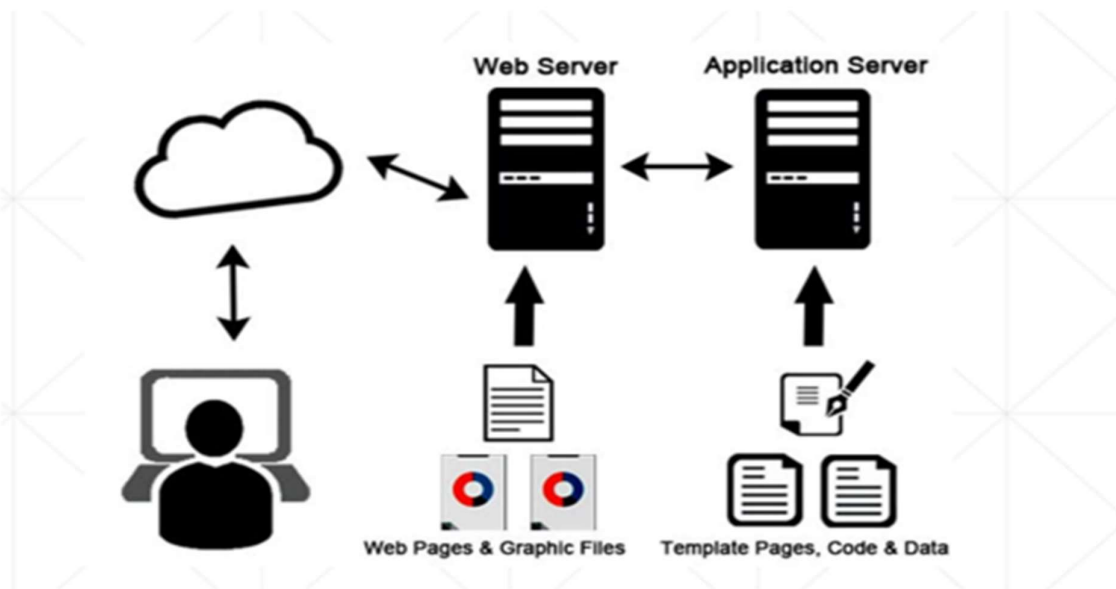 Web Server
Application Server
Web Pages & Graphic Files
Template Pages, Code & Data